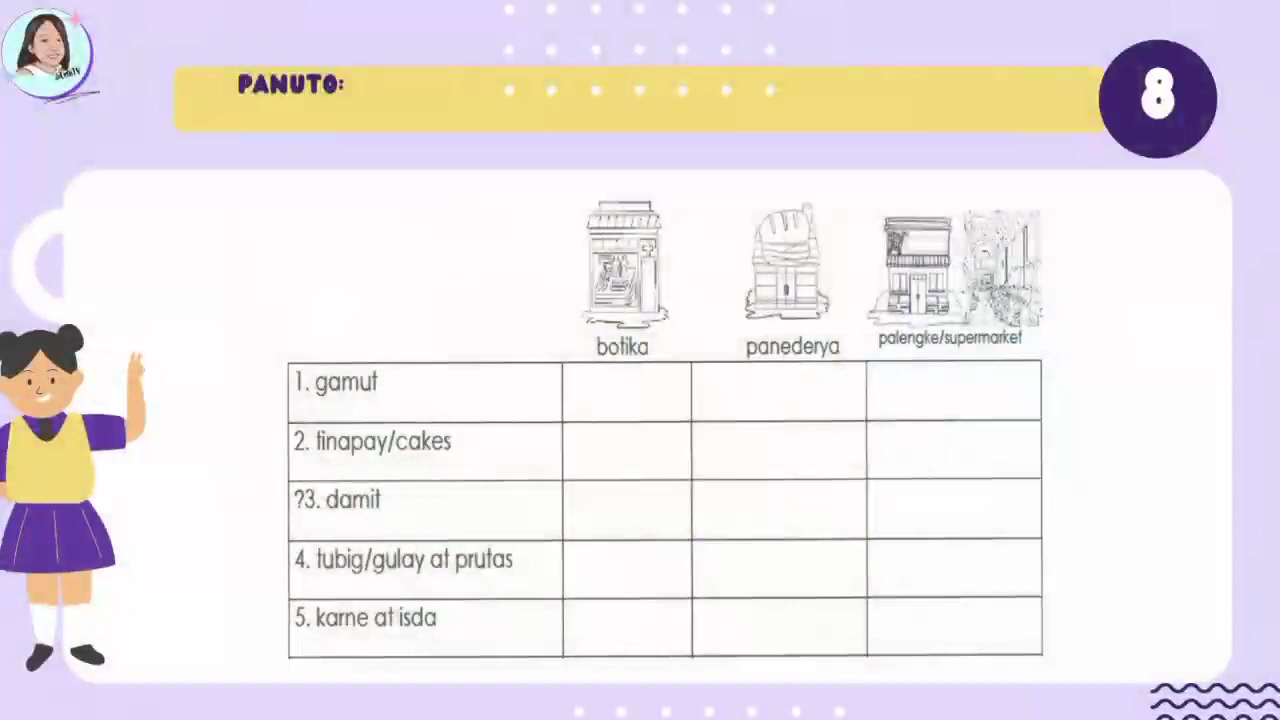 PANUTO:
8
botika
panederya
palengke/supermarket
1. gamut
2. tinapay/cakes
?3. damit
4. tubig/gulay at prutas
5. karne at isda